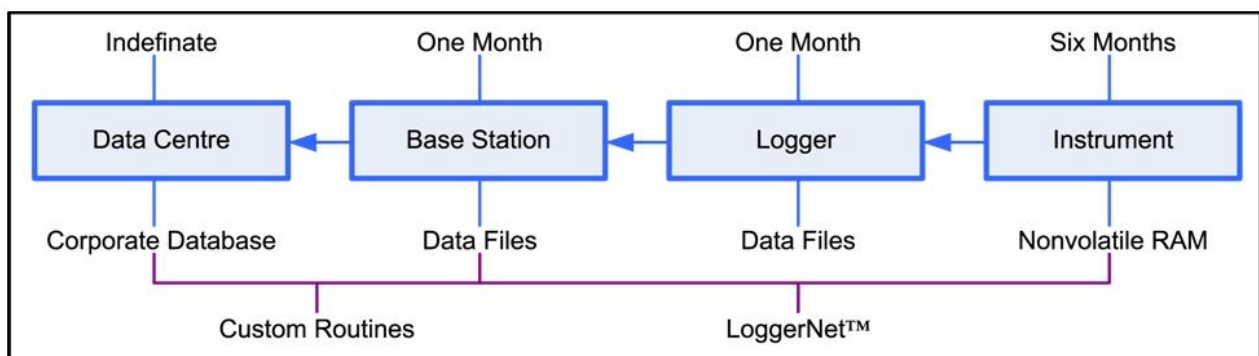 Indefinate One Month One Month Six Months
Data Centre Base Station Logger Instrument
Corporate Database Data Files Data Files Nonvolatile RAM
Custom Routines LoggerNet™